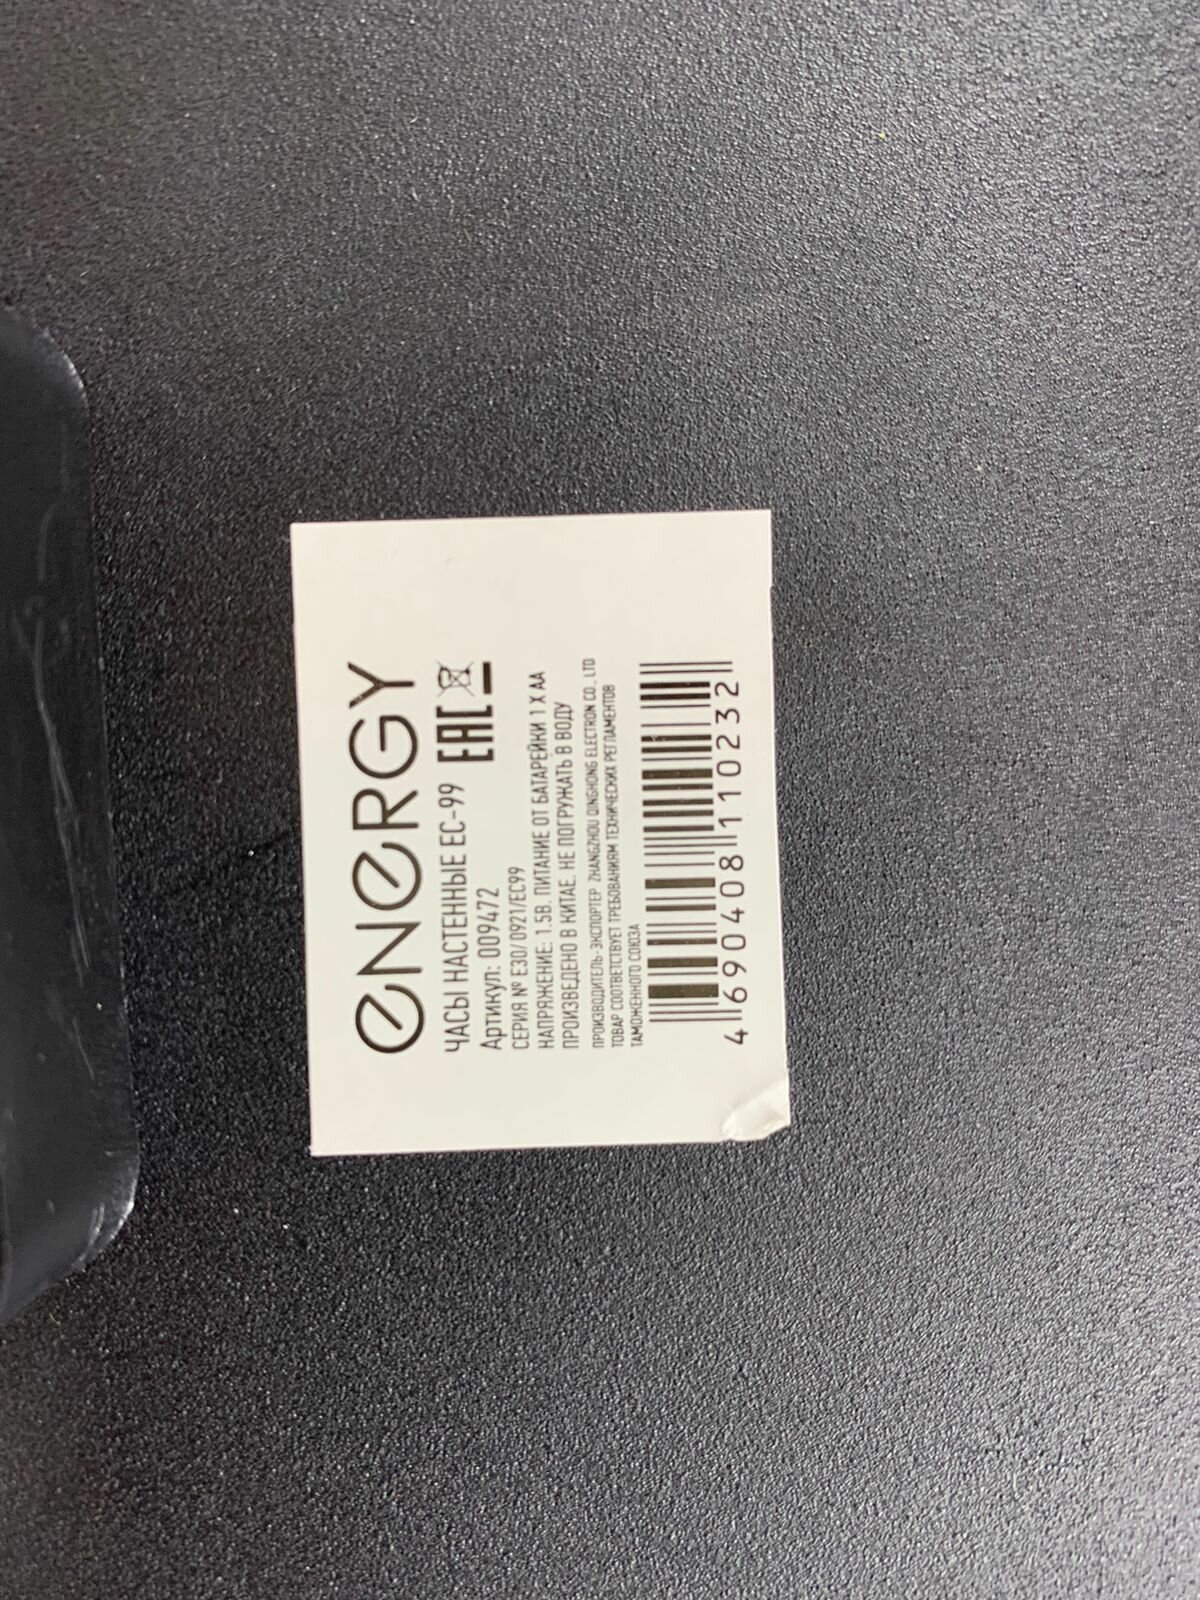 eNeRGY
ЧАСЫ НАСТЕННЫЕ ЕС-99
Артикул: 009472
EAC
СЕРИЯ № E30/ 0921/EC99
НАПРЯЖЕНИЕ: 1.5В. ПИТАНИЕ ОТ БАТАРЕЙКИ 1 X AA
ПРОИЗВЕДЕНО В КИТАЕ. НЕ ПОГРУЖАТЬ В ВОДУ
ПРОИЗВОДИТЕЛЬ-ЭКСПОРТЕР ZHANGZHOU QINGHONG ELECTRON CO., LTD
ТОВАР СООТВЕТСТВУЕТ ТРЕБОВАНИЯМ ТЕХНИЧЕСКИХ РЕГЛАМЕНТОВ
ТАМОЖЕННОГО СОЮЗА
4 690408 110232